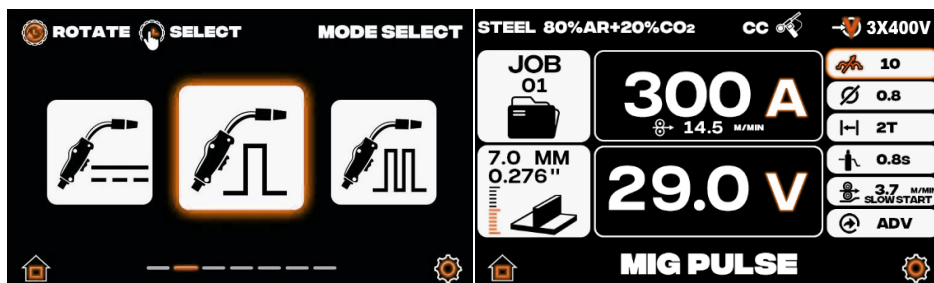 ROTATE SELECT MODE SELECT
STEEL 80%AR+20%CO2 CC 3X400V
JOB
01
300 A
14.5 M/MIN
7.0 MM
0.276"
29.0 V
10
0.8
2T
0.8s
3.7 M/MIN
SLOW START
ADV
MIG PULSE